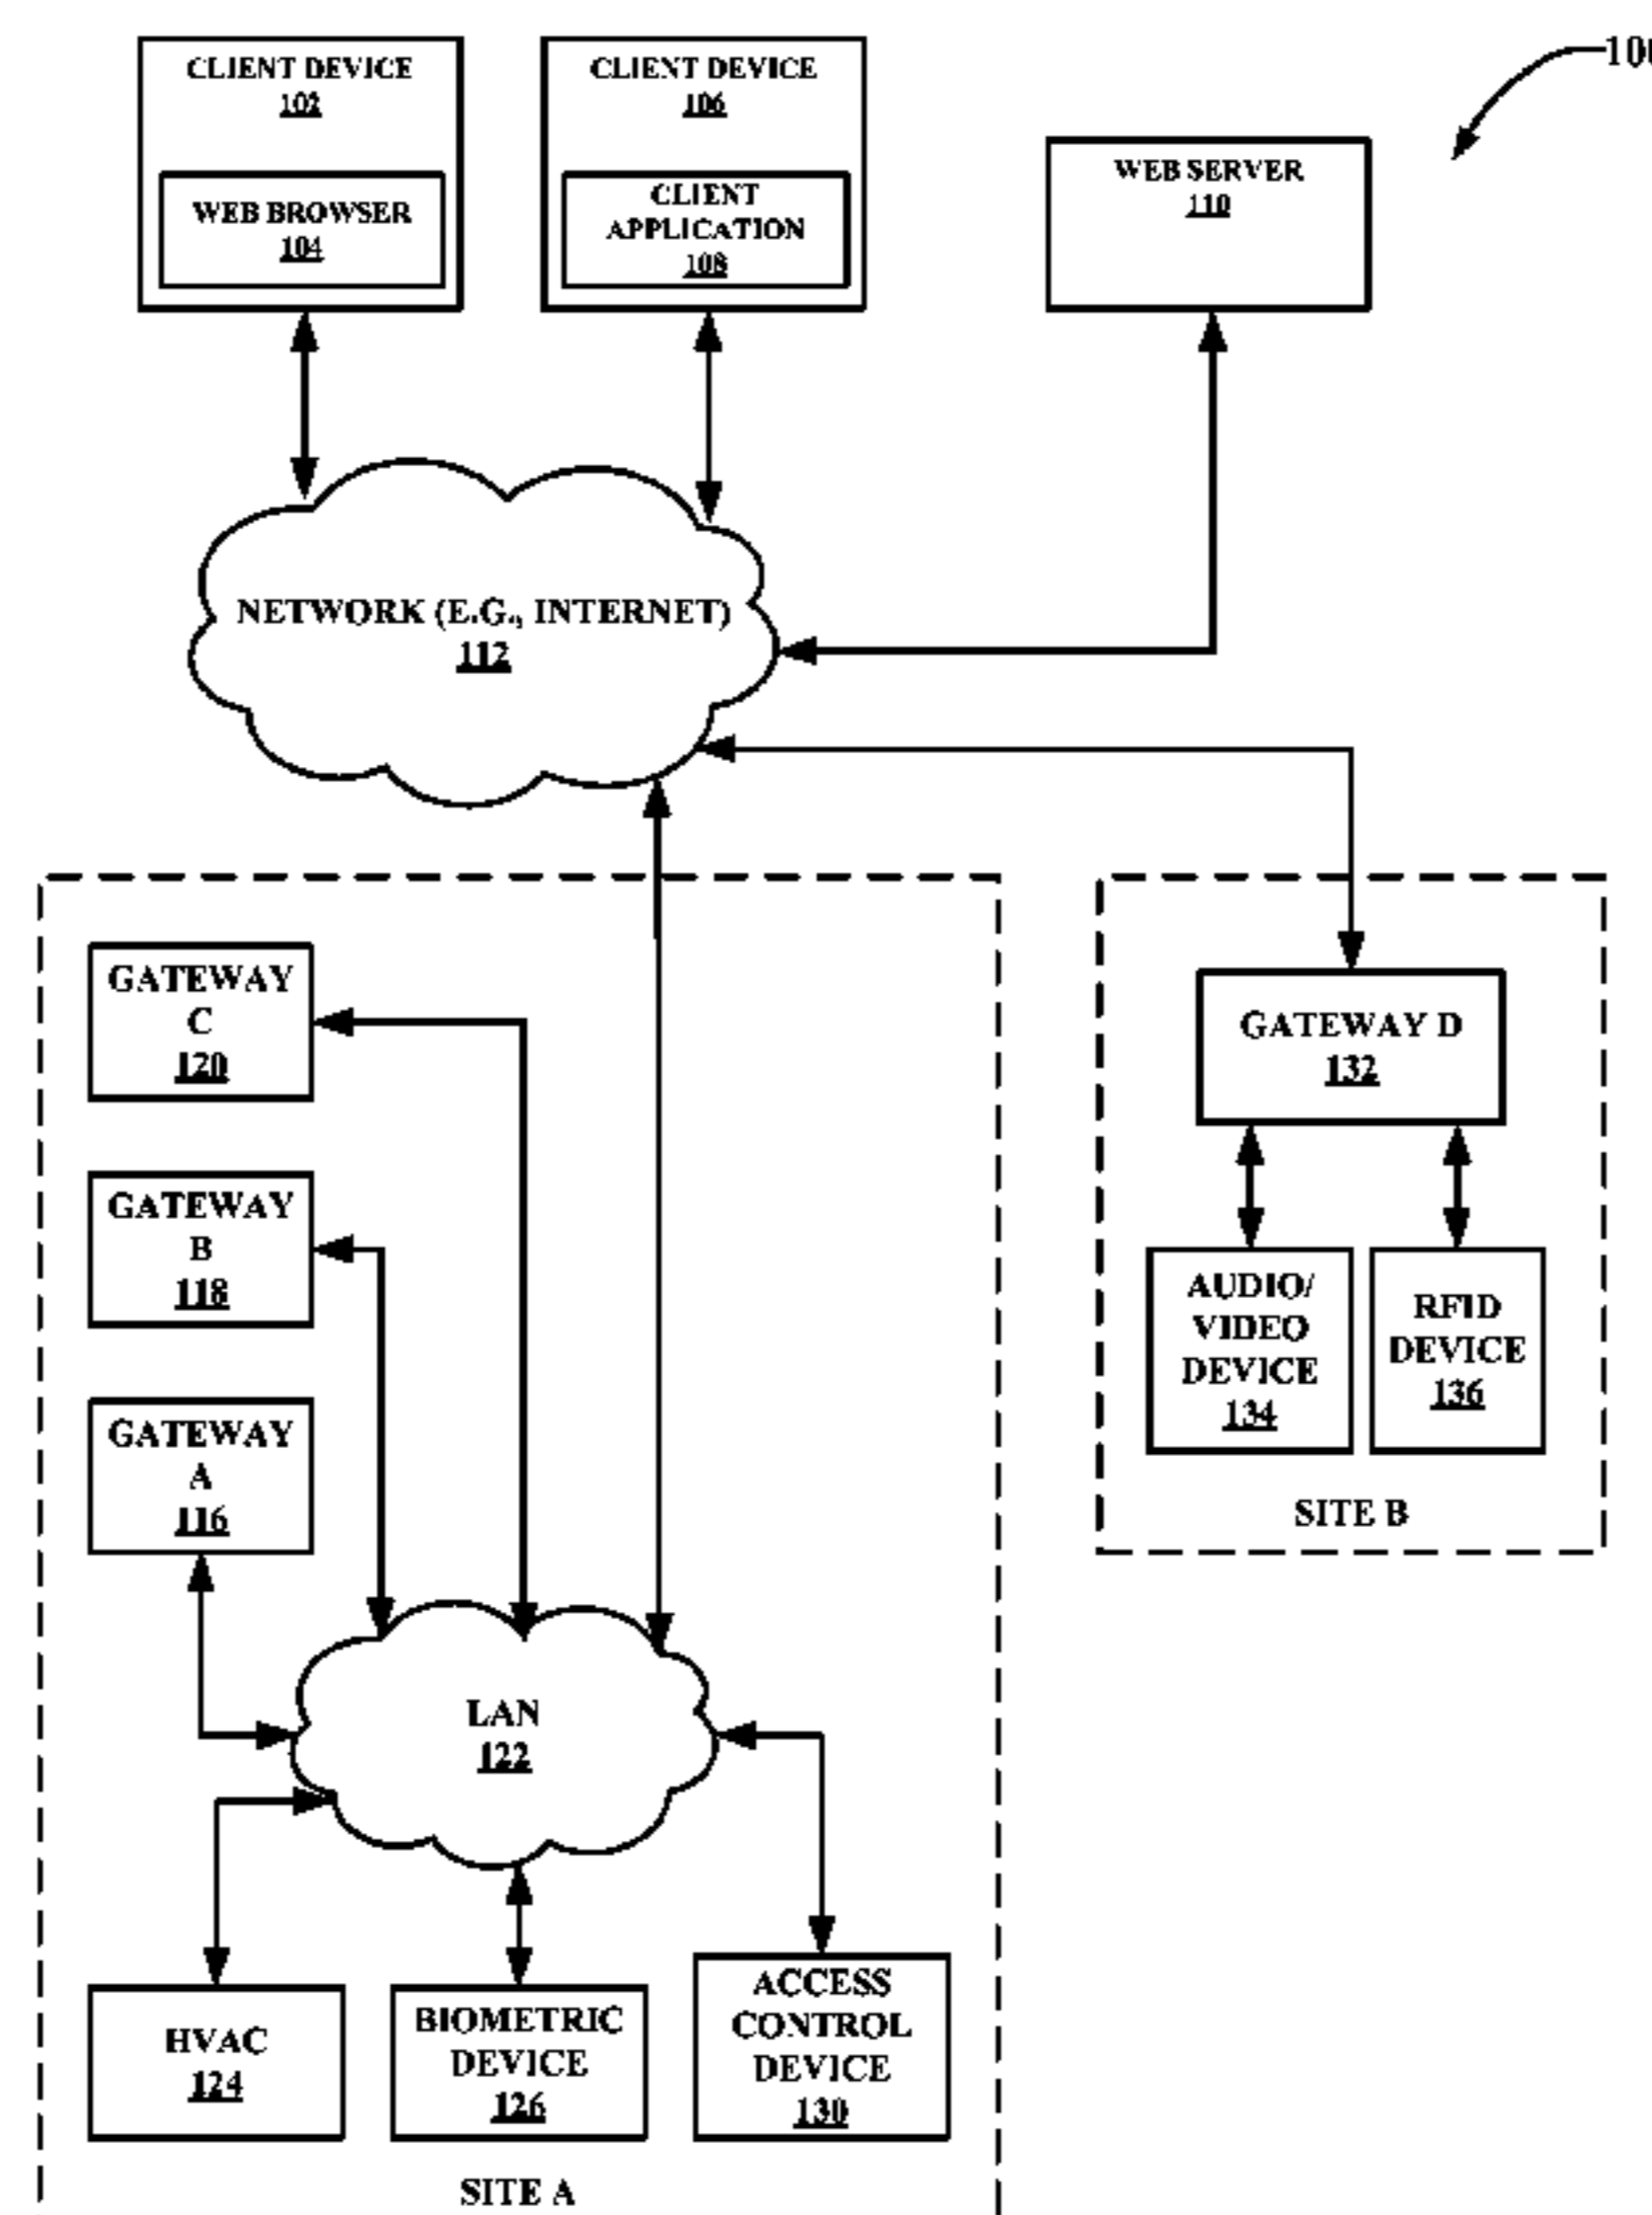 CLIENT DEVICE
102
WEB BROWSER
104
CLIENT DEVICE
106
CLIENT
APPLICATION
108
WEB SERVER
110
NETWORK (E.G., INTERNET)
112
GATEWAY
C
120
GATEWAY
B
118
GATEWAY
A
116
LAN
122
HVAC
124
BIOMETRIC
DEVICE
126
ACCESS
CONTROL
DEVICE
130
SITE A
GATEWAY D
132
AUDIO/
VIDEO
DEVICE
134
RFID
DEVICE
136
SITE B